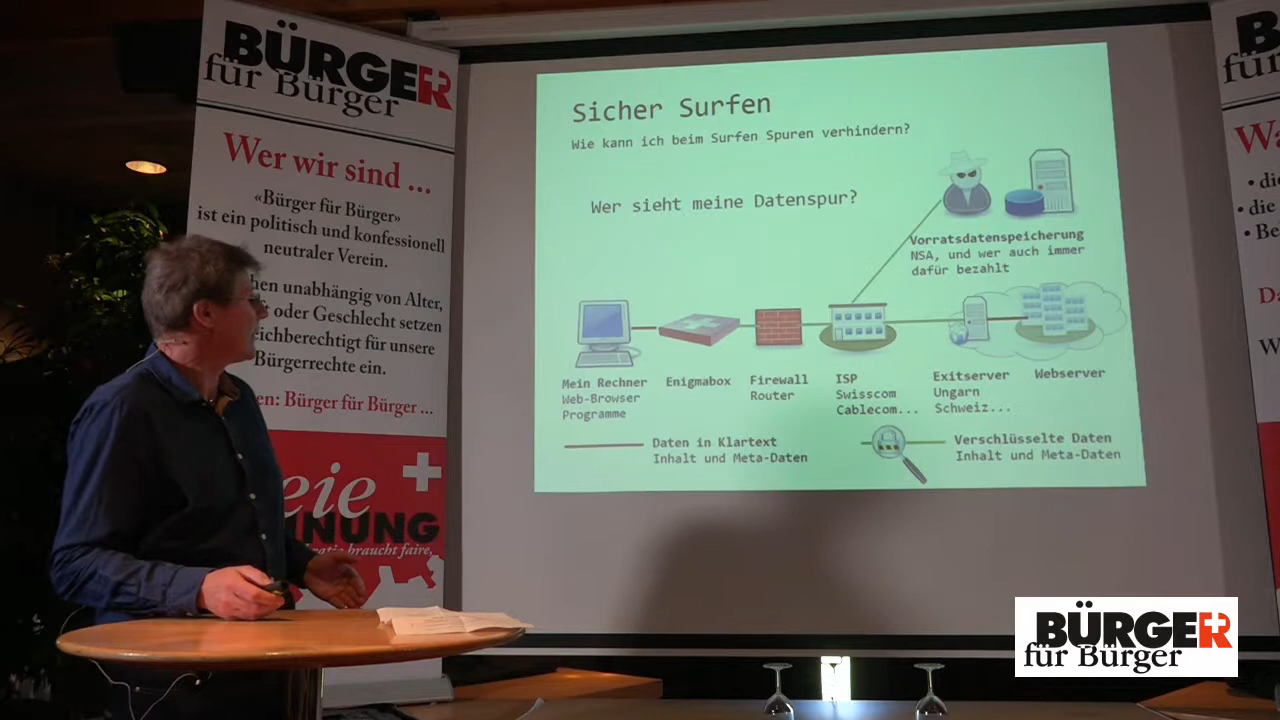 BÜRGER
für Bürger
Wer wir sind ...
«Bürger für Bürger»
ist ein politisch und konfessionell
neutraler Verein.
unabhängig von Alter,
oder Geschlecht setzen
für unsere
Bürgerrechte ein.
Bürger für Bürger ...
braucht faire,
Sicher Surfen
Wie kann ich beim Surfen Spuren verhindern?
Wer sieht meine Datenspur?
Vorratsdatenspeicherung
NSA, und wer auch immer
dafür bezahlt
Mein Rechner
Web-Browser
Programme
Enigmabox
Firewall
Router
ISP
Swisscom
Cablecom...
Exitserver
Ungarn
Schweiz...
Webserver
Daten in Klartext
Inhalt und Meta-Daten
Verschlüsselte Daten
Inhalt und Meta-Daten
für
• die
BÜRGER
für Bürger